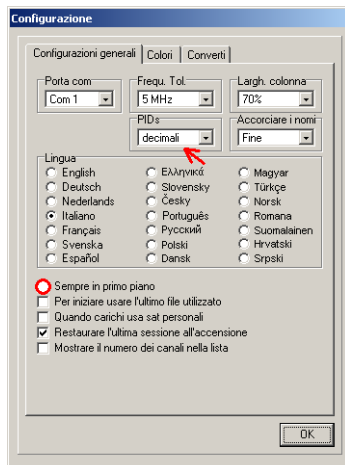 Configurazione
Configurazioni generali Colori Converti
Porta com Frequ. Tol. Largh. colonna
Com 1 5 MHz 70%
PIDs Accorciare i nomi
decimali Fine
Lingua
English Ελληνικά Magyar
Deutsch Slovensky Türkçe
Nederlands Česky Norsk
Italiano Português Romana
Français Русский Suomalainen
Svenska Polski Hrvatski
Español Dansk Srpski
Sempre in primo piano
Per iniziare usare l'ultimo file utilizzato
Quando carichi usa sat personali
Restaurare l'ultima sessione all'accensione
Mostrare il numero dei canali nella lista
OK